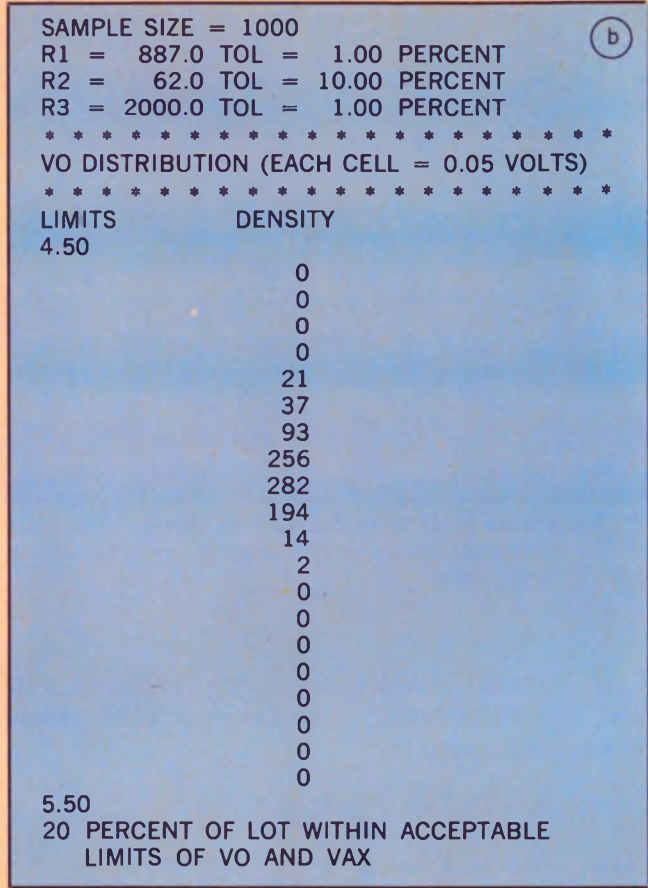 SAMPLE SIZE = 1000
b
R1 = 887.0 TOL = 1.00 PERCENT
R2 = 62.0 TOL = 10.00 PERCENT
R3 = 2000.0 TOL = 1.00 PERCENT
* * * * * * * * * * * * * * * * * * * *
VO DISTRIBUTION (EACH CELL = 0.05 VOLTS)
* * * * * * * * * * * * * * * * * * * *
LIMITS DENSITY
4.50
0
0
0
0
21
37
93
256
282
194
14
2
0
0
0
0
0
0
0
0
5.50
20 PERCENT OF LOT WITHIN ACCEPTABLE
LIMITS OF VO AND VAX